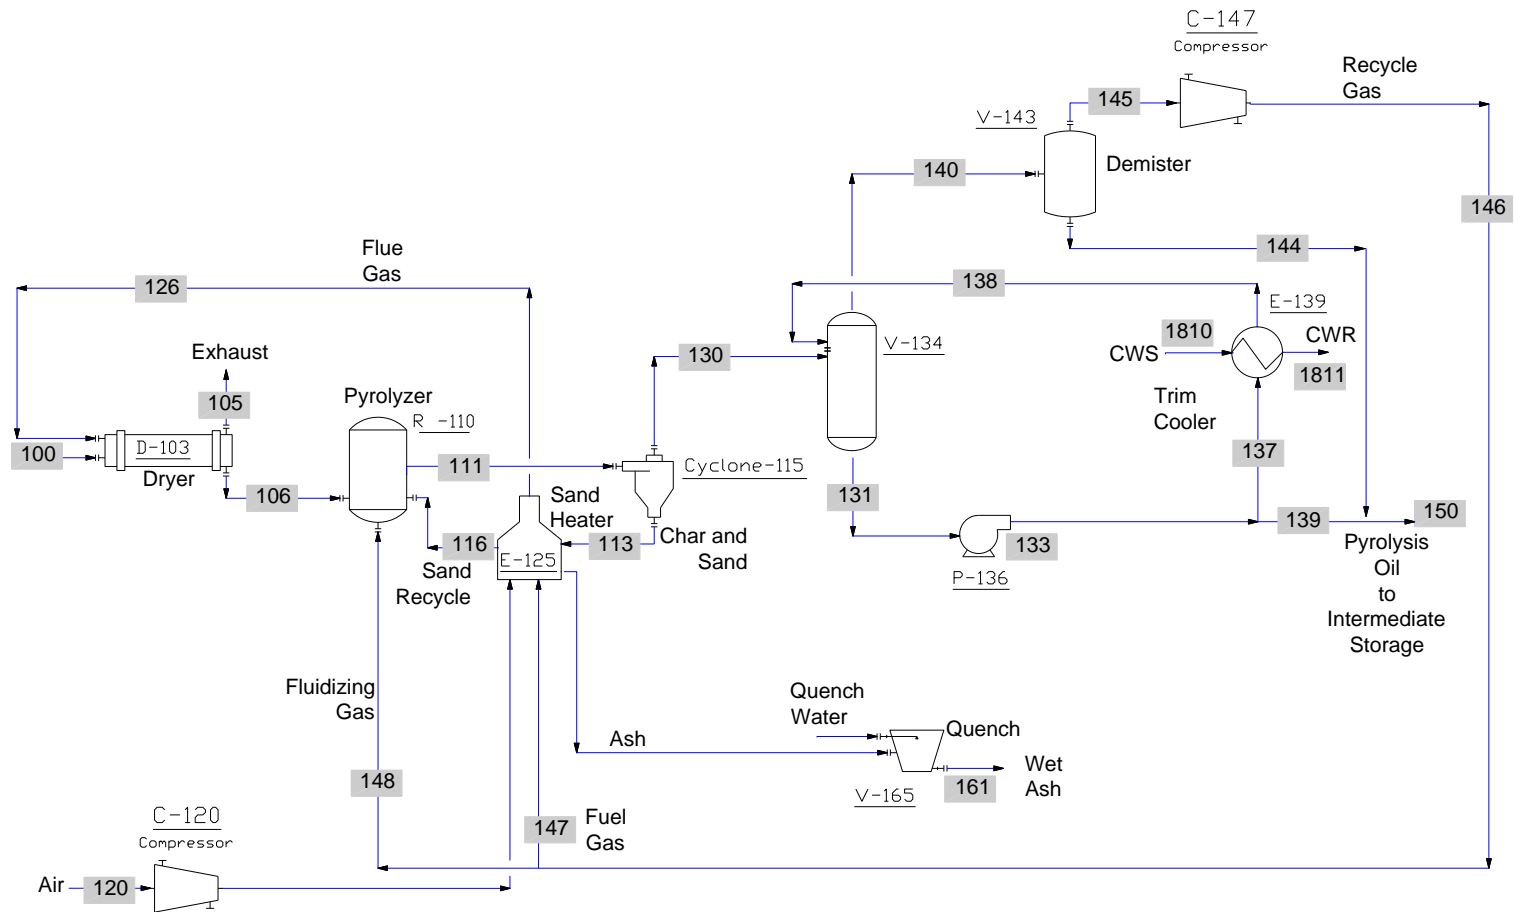 C-147
Compressor
Recycle
Gas
145
V-143
140
Demister
146
Flue
Gas
144
126
138
E-139
1810
CWR
CWS
1811
Exhaust
130
V-134
105
Pyrolyzer
R -110
Trim
Cooler
100
D-103
Dryer
111
Cyclone-115
137
106
Sand
Heater
131
116
E-125
113
Char and
Sand
133
139
150
Sand
Recycle
P-136
Pyrolysis
Oil
to
Intermediate
Storage
Fluidizing
Gas
Quench
Water
Quench
Ash
148
161
Wet
Ash
V-165
C-120
Compressor
147
Fuel
Gas
Air
120